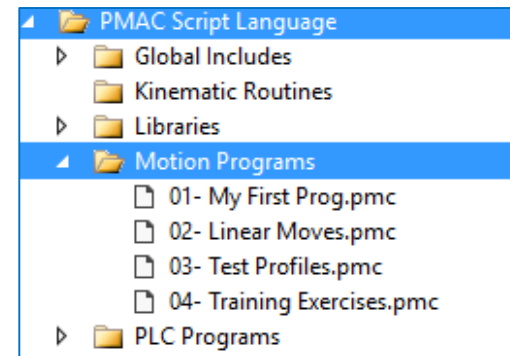 PMAC Script Language
Global Includes
Kinematic Routines
Libraries
Motion Programs
01- My First Prog.pmc
02- Linear Moves.pmc
03- Test Profiles.pmc
04- Training Exercises.pmc
PLC Programs